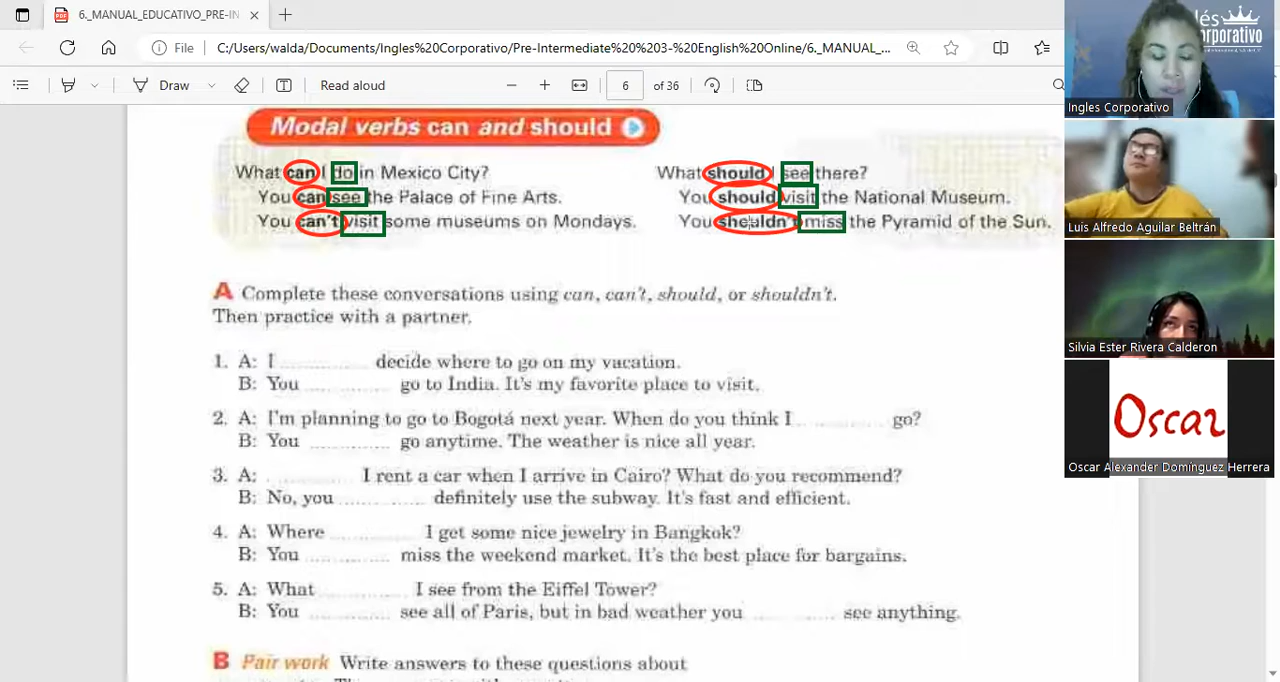 6._MANUAL_EDUCATIVO_PRE-IN
File C:/Users/walda/Documents/Ingles%20Corporativo/Pre-Intermediate%20%203-%20English%20Online/6._MANUAL_...
Draw Read aloud 6 of 36
Modal verbs can and should
What can I do in Mexico City?
You can see the Palace of Fine Arts.
You can't visit some museums on Mondays.
What should I see there?
You should visit the National Museum.
You shouldn't miss the Pyramid of the Sun.
A Complete these conversations using can, can't, should, or shouldn't.
Then practice with a partner.
1. A: I ............ decide where to go on my vacation.
B: You ............ go to India. It's my favorite place to visit.
2. A: I'm planning to go to Bogotá next year. When do you think I ............ go?
B: You ............ go anytime. The weather is nice all year.
3. A: ............ I rent a car when I arrive in Cairo? What do you recommend?
B: No, you ............ definitely use the subway. It's fast and efficient.
4. A: Where ............ I get some nice jewelry in Bangkok?
B: You ............ miss the weekend market. It's the best place for bargains.
5. A: What ............ I see from the Eiffel Tower?
B: You ............ see all of Paris, but in bad weather you ............ see anything.
B Pair work Write answers to these questions about
Ingles Corporativo
Luis Alfredo Aguilar Beltrán
Silvia Ester Rivera Calderon
Oscar
Oscar Alexander Domínguez Herrera